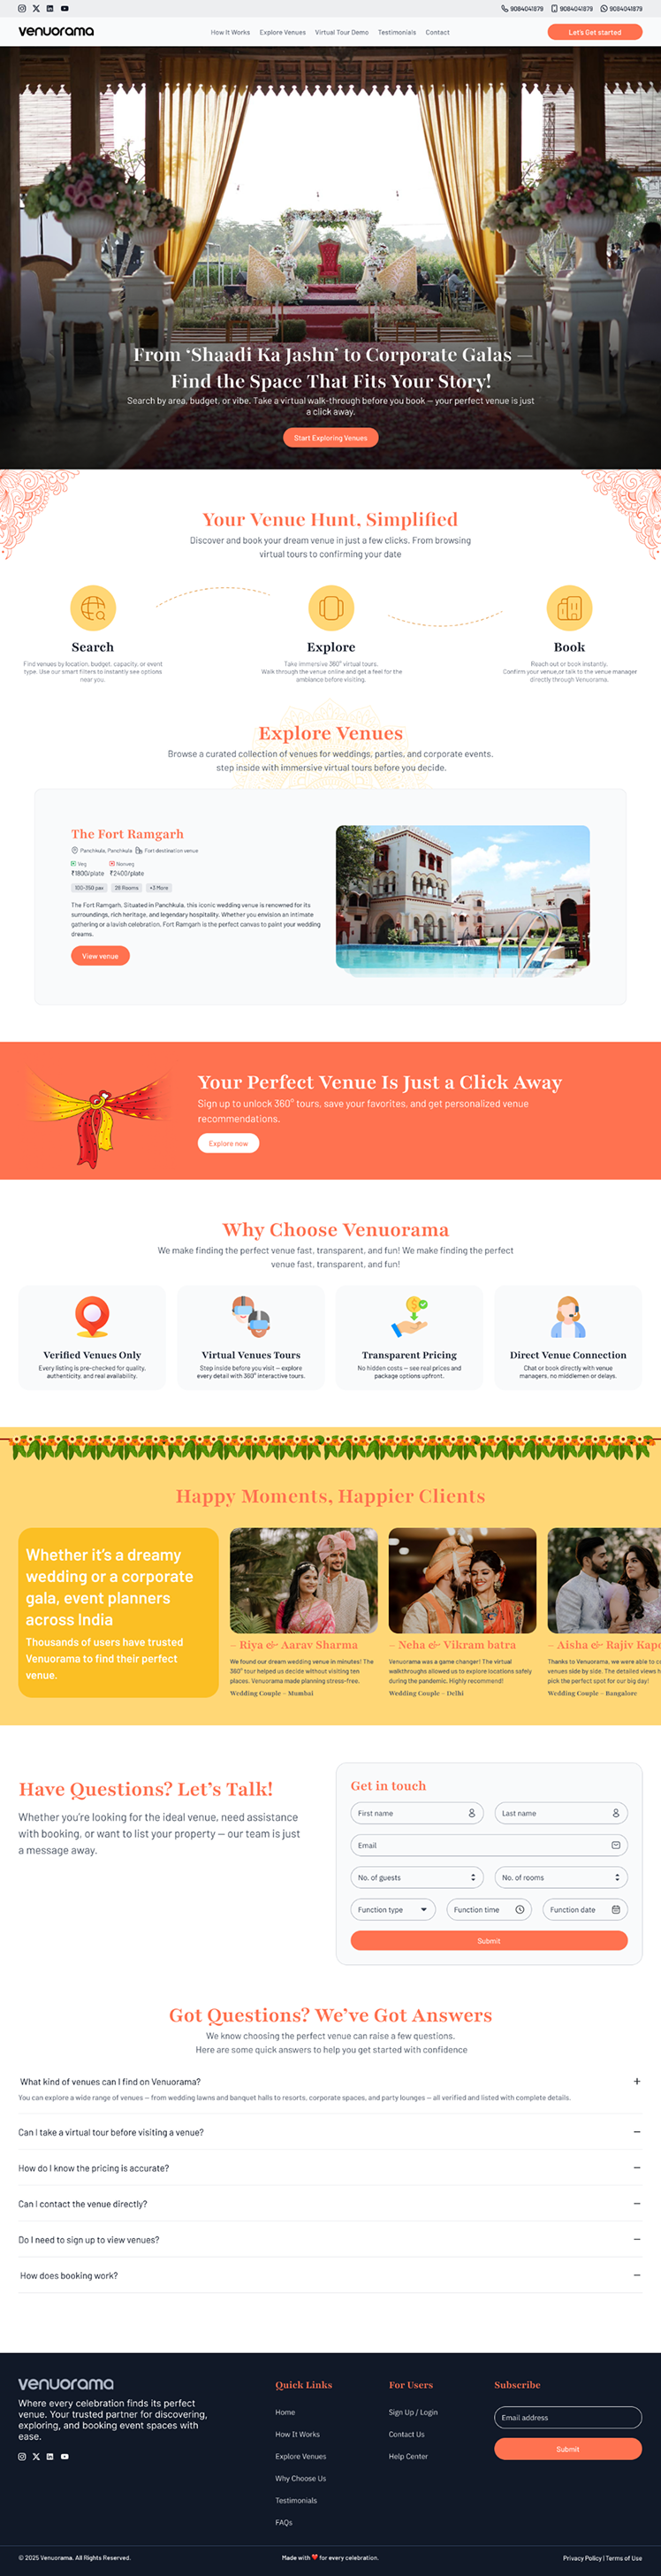 9084041879 9084041879 9084041879
venuorama
How It Works Explore Venues Virtual Tour Demo Testimonials Contact
Let's Get started
From ‘Shaadi Ka Jashn’ to Corporate Galas —
Find the Space That Fits Your Story!
Search by area, budget, or vibe. Take a virtual walk-through before you book — your perfect venue is just
a click away.
Start Exploring Venues
Your Venue Hunt, Simplified
Discover and book your dream venue in just a few clicks. From browsing
virtual tours to confirming your date
Search
Find venues by location, budget, capacity, or event
type. Use our smart filters to instantly see options
near you.
Explore
Take immersive 360° virtual tours.
Walk through the venue online and get a feel for the
ambiance before visiting.
Book
Reach out or book instantly.
Confirm your venue,or talk to the venue manager
directly through Venuorama.
Explore Venues
Browse a curated collection of venues for weddings, parties, and corporate events.
step inside with immersive virtual tours before you decide.
The Fort Ramgarh
Panchkula, Panchkula Fort destination venue
Veg Nonveg
₹1800/plate ₹2400/plate
100-350 pax 26 Rooms +3 More
The Fort Ramgarh, Situated in Panchkula, this iconic wedding venue is renowned for its
surroundings, rich heritage, and legendary hospitality. Whether you envision an intimate
gathering or a lavish celebration. Fort Ramgarh is the perfect canvas to paint your wedding
dreams.
View venue
Your Perfect Venue Is Just a Click Away
Sign up to unlock 360° tours, save your favorites, and get personalized venue
recommendations.
Explore now
Why Choose Venuorama
We make finding the perfect venue fast, transparent, and fun! We make finding the perfect
venue fast, transparent, and fun!
Verified Venues Only
Every listing is pre-checked for quality,
authenticity, and real availability.
Virtual Venues Tours
Step inside before you visit — explore
every detail with 360° interactive tours.
Transparent Pricing
No hidden costs — see real prices and
package options upfront.
Direct Venue Connection
Chat or book directly with venue
managers, no middlemen or delays.
Happy Moments, Happier Clients
Whether it's a dreamy
wedding or a corporate
gala, event planners
across India
Thousands of users have trusted
Venuorama to find their perfect
venue.
– Riya & Aarav Sharma
We found our dream wedding venue in minutes! The
360° tour helped us decide without visiting ten
places. Venuorama made planning stress-free.
Wedding Couple – Mumbai
– Neha & Vikram batra
Venuorama was a game changer! The virtual
walkthroughs allowed us to explore locations safely
during the pandemic. Highly recommend!
Wedding Couple – Delhi
– Aisha & Rajiv Kapo
Thanks to Venuorama, we were able to co
venues side by side. The detailed views h
pick the perfect spot for our big day!
Wedding Couple – Bangalore
Have Questions? Let’s Talk!
Whether you're looking for the ideal venue, need assistance
with booking, or want to list your property — our team is just
a message away.
Get in touch
First name Last name
Email
No. of guests No. of rooms
Function type Function time Function date
Submit
Got Questions? We’ve Got Answers
We know choosing the perfect venue can raise a few questions.
Here are some quick answers to help you get started with confidence
What kind of venues can I find on Venuorama? +
You can explore a wide range of venues — from wedding lawns and banquet halls to resorts, corporate spaces, and party lounges — all verified and listed with complete details.
Can I take a virtual tour before visiting a venue? –
How do I know the pricing is accurate? –
Can I contact the venue directly? –
Do I need to sign up to view venues? –
How does booking work? –
venuorama
Where every celebration finds its perfect
venue. Your trusted partner for discovering,
exploring, and booking event spaces with
ease.
Quick Links
Home
How It Works
Explore Venues
Why Choose Us
Testimonials
FAQs
For Users
Sign Up / Login
Contact Us
Help Center
Subscribe
Email address
Submit
© 2025 Venuorama. All Rights Reserved.
Made with ❤️ for every celebration.
Privacy Policy | Terms of Use